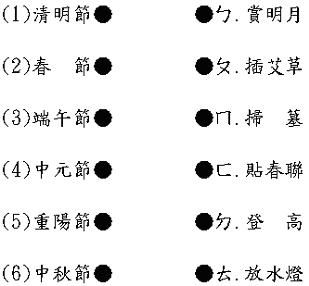 (1)清明節● ●ㄅ.賞明月
(2)春　節● ●ㄆ.插艾草
(3)端午節● ●ㄇ.掃　墓
(4)中元節● ●ㄈ.貼春聯
(5)重陽節● ●ㄉ.登　高
(6)中秋節● ●ㄊ.放水燈